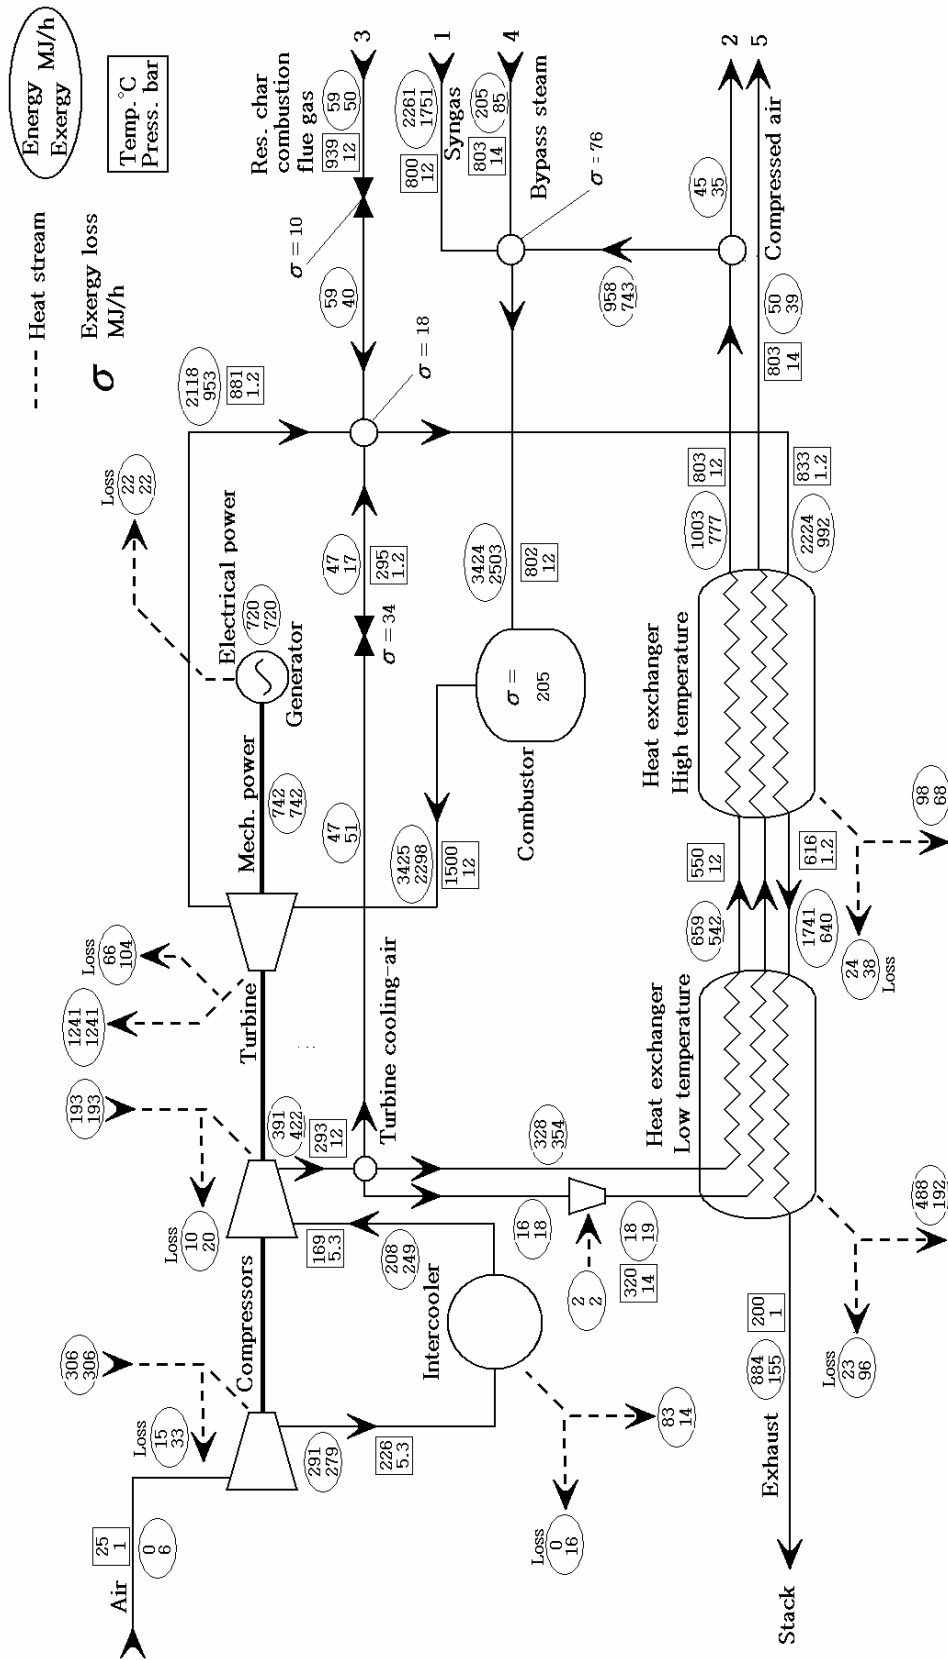 Energy
Exergy
MJ/h
Temp.°C
Press. bar
Heat stream
σ
Exergy loss
MJ/h
Air
25
1
0
6
306
306
Loss
15
33
Compressors
291
279
226
5.3
Intercooler
Loss
0
16
83
14
208
249
169
5.3
193
193
Loss
10
20
391
422
293
12
Turbine
1241
1241
Loss
66
104
Mech. power
742
742
Generator
Electrical power
720
720
Loss
22
22
2118
953
881
1.2
Turbine cooling-air
47
51
σ = 34
47
17
295
1.2
σ = 18
59
40
σ = 10
939
12
59
50
Res. char
combustion
flue gas
3
800
12
2261
1751
Syngas
1
803
14
205
85
Bypass steam
4
σ = 76
958
743
45
35
2
5
Compressed air
50
39
803
14
3424
2503
802
12
Combustor
σ =
205
3425
2298
1500
12
328
354
16
18
2
2
18
19
320
14
Heat exchanger
Low temperature
659
542
550
12
1741
640
616
1.2
Heat exchanger
High temperature
1003
777
803
12
2224
992
833
1.2
24
38
Loss
98
68
488
192
Loss
23
96
200
1
884
155
Exhaust
Stack